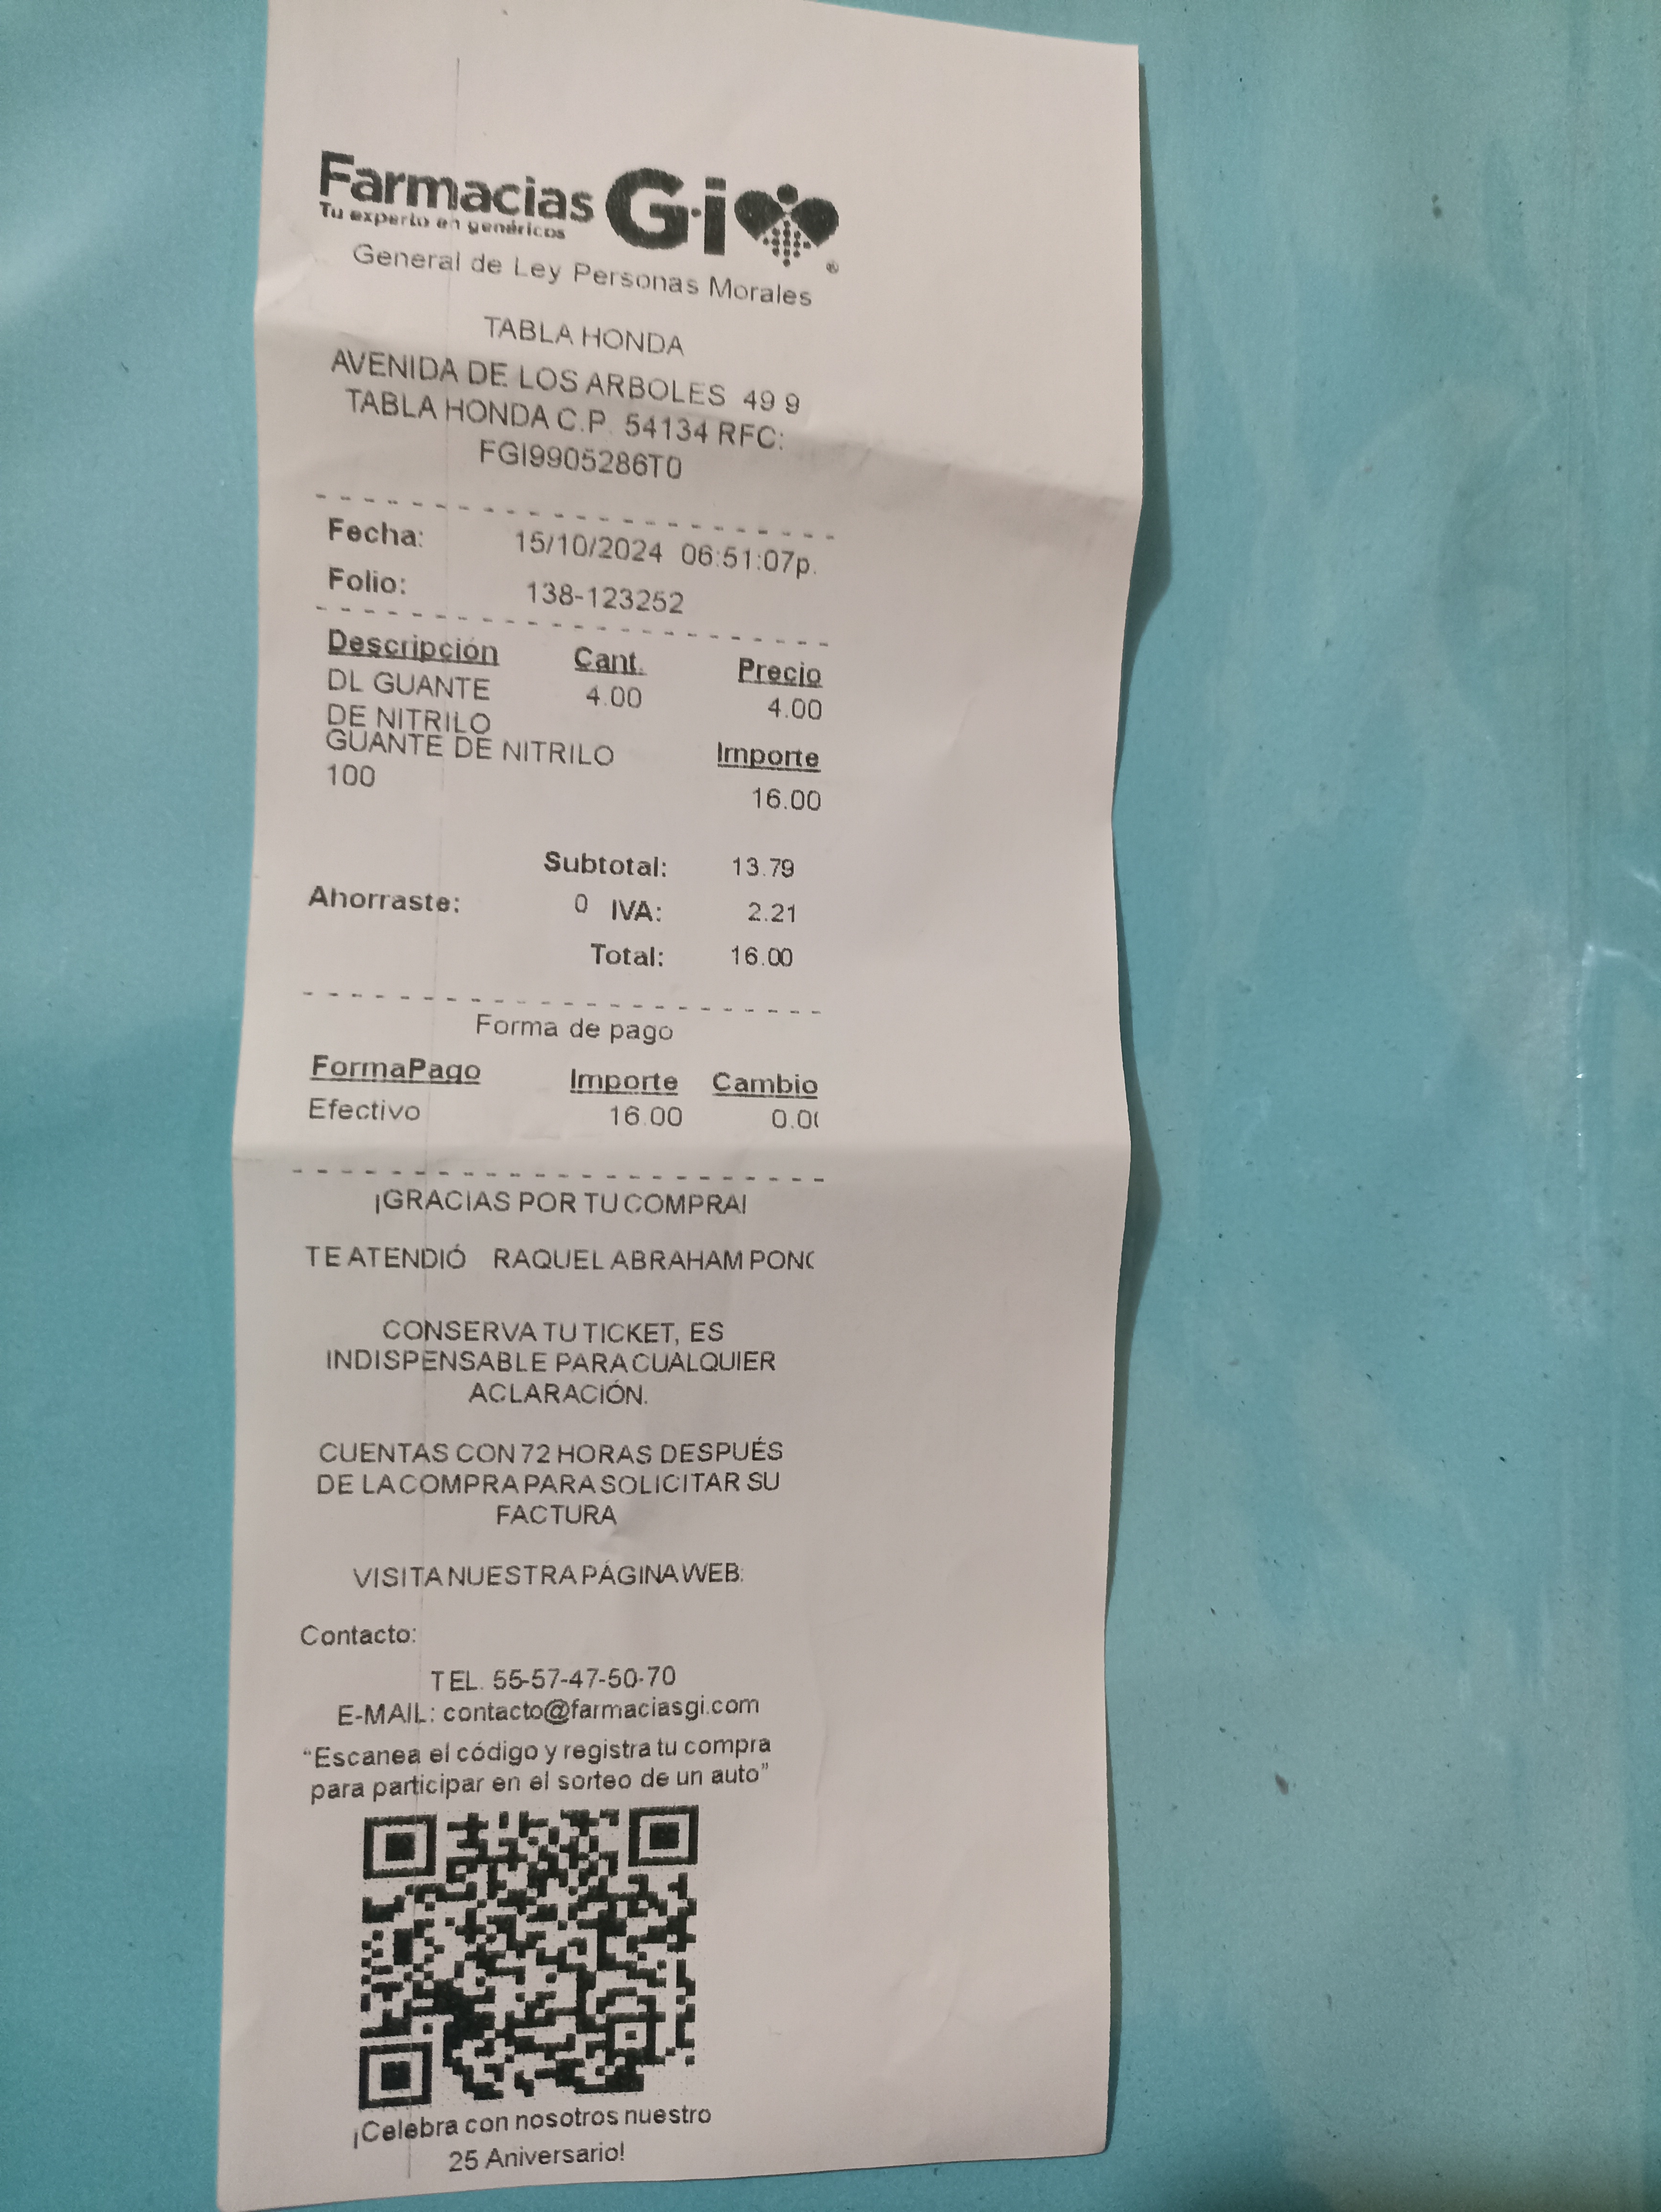 Farmacias G·i ®
Tu experto en genéricos
General de Ley Personas Morales
TABLA HONDA
AVENIDA DE LOS ARBOLES 49 9
TABLA HONDA C.P. 54134 RFC:
FGI9905286T0
Fecha: 15/10/2024 06:51:07p.
Folio: 138-123252
Descripción Cant. Precio
DL GUANTE 4.00 4.00
DE NITRILO
GUANTE DE NITRILO Importe
100 16.00
Subtotal: 13.79
Ahorraste: 0 IVA: 2.21
Total: 16.00
Forma de pago
FormaPago Importe Cambio
Efectivo 16.00 0.0
¡GRACIAS POR TU COMPRA!
TE ATENDIÓ RAQUEL ABRAHAM PONC
CONSERVA TU TICKET, ES
INDISPENSABLE PARA CUALQUIER
ACLARACIÓN.
CUENTAS CON 72 HORAS DESPUÉS
DE LA COMPRA PARA SOLICITAR SU
FACTURA
VISITA NUESTRA PÁGINA WEB:
Contacto:
TEL. 55-57-47-50-70
E-MAIL: contacto@farmaciasgi.com
“Escanea el código y registra tu compra
para participar en el sorteo de un auto”
¡Celebra con nosotros nuestro
25 Aniversario!